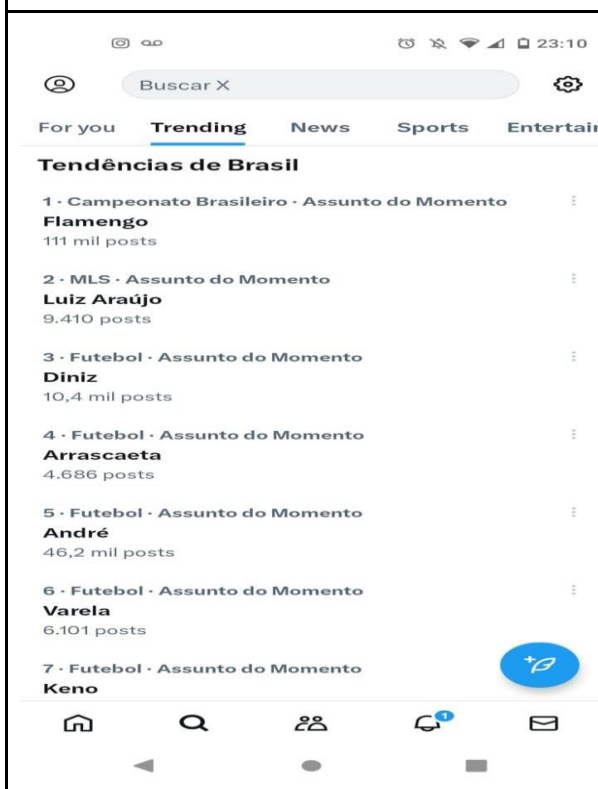 23:10
Buscar X
For you Trending News Sports Entertain
Tendências de Brasil
1 · Campeonato Brasileiro · Assunto do Momento
Flamengo
111 mil posts
2 · MLS · Assunto do Momento
Luiz Araújo
9.410 posts
3 · Futebol · Assunto do Momento
Diniz
10,4 mil posts
4 · Futebol · Assunto do Momento
Arrascaeta
4.686 posts
5 · Futebol · Assunto do Momento
André
46,2 mil posts
6 · Futebol · Assunto do Momento
Varela
6.101 posts
7 · Futebol · Assunto do Momento
Keno
1